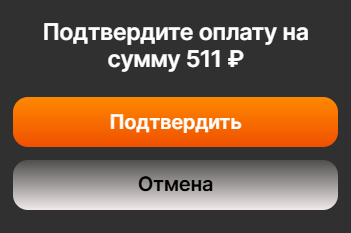 Подтвердите оплату на
сумму 511 ₽
Подтвердить
Отмена